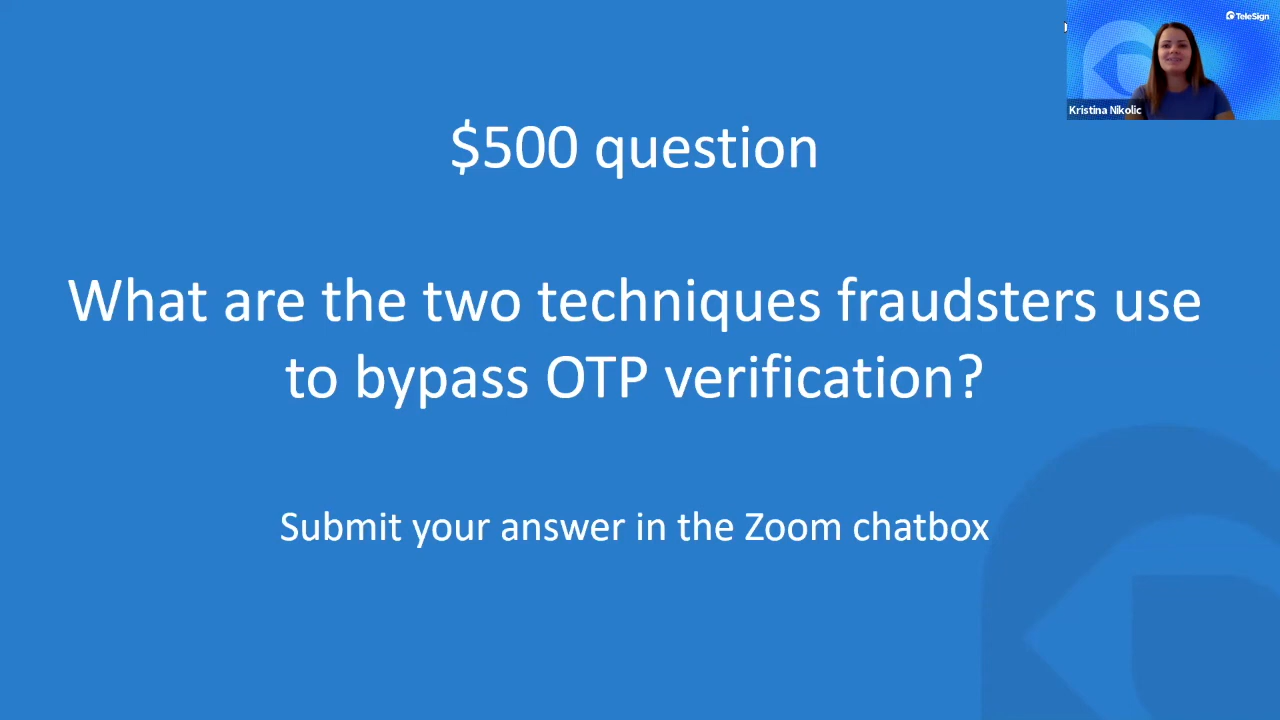 TeleSign
Kristina Nikolic
$500 question
What are the two techniques fraudsters use
to bypass OTP verification?
Submit your answer in the Zoom chatbox